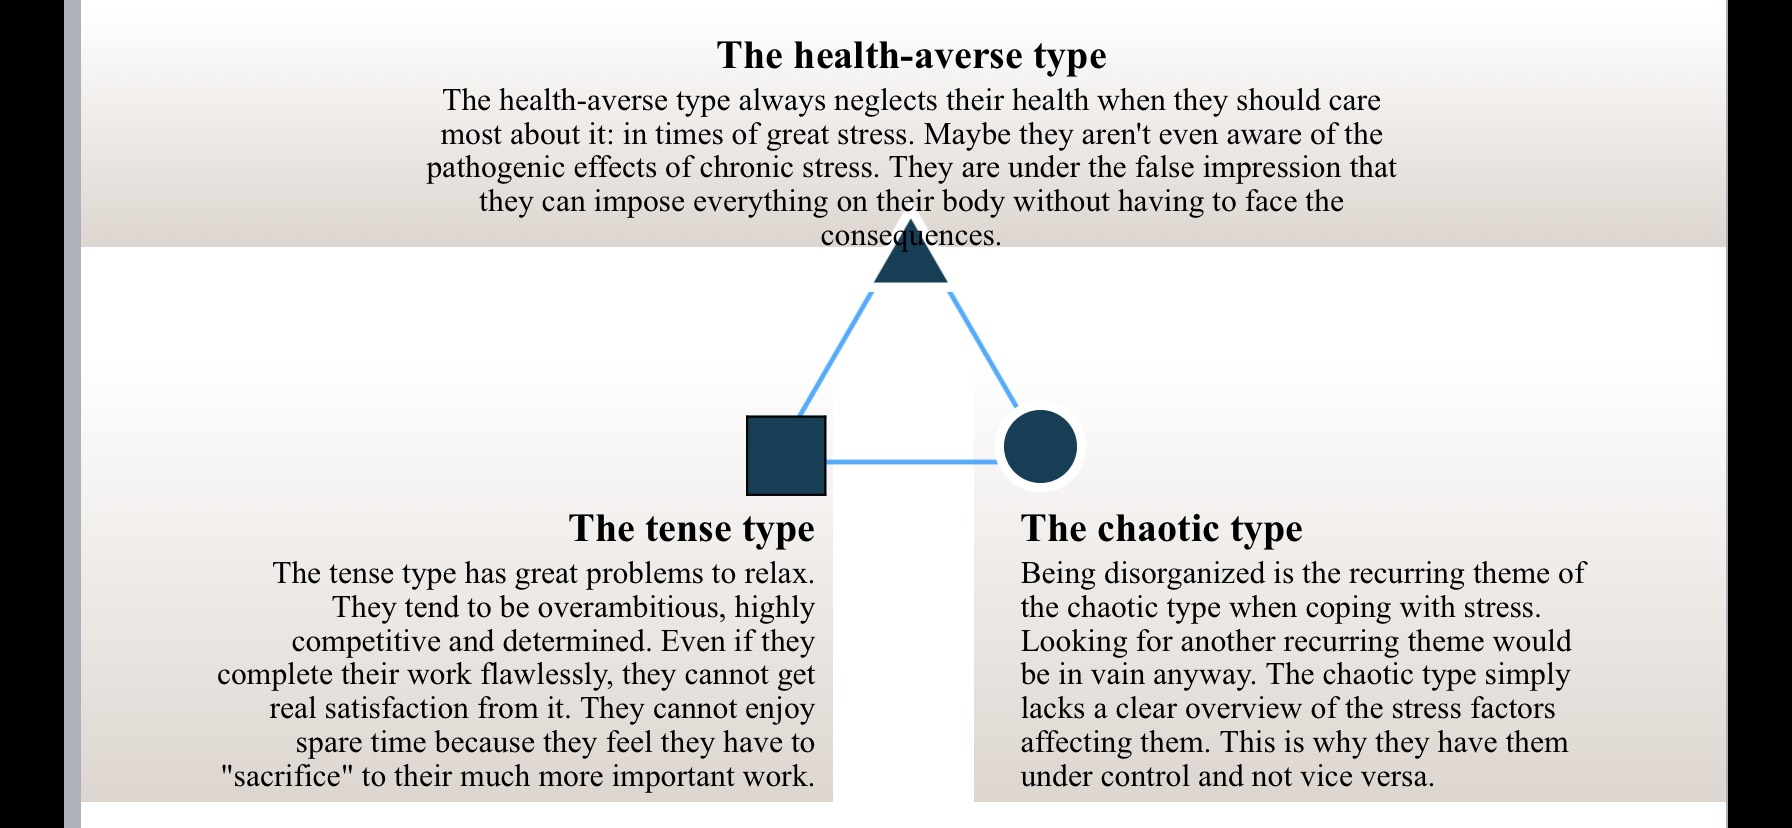 The health-averse type
The health-averse type always neglects their health when they should care
most about it: in times of great stress. Maybe they aren't even aware of the
pathogenic effects of chronic stress. They are under the false impression that
they can impose everything on their body without having to face the
consequences.
The tense type
The tense type has great problems to relax.
They tend to be overambitious, highly
competitive and determined. Even if they
complete their work flawlessly, they cannot get
real satisfaction from it. They cannot enjoy
spare time because they feel they have to
"sacrifice" to their much more important work.
The chaotic type
Being disorganized is the recurring theme of
the chaotic type when coping with stress.
Looking for another recurring theme would
be in vain anyway. The chaotic type simply
lacks a clear overview of the stress factors
affecting them. This is why they have them
under control and not vice versa.